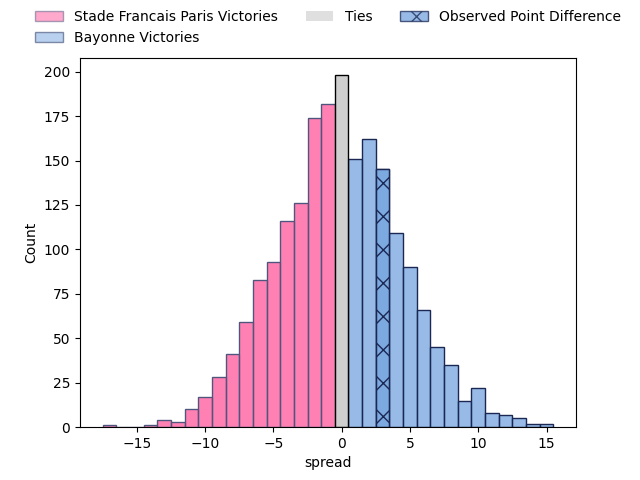 Stade Francais Paris Victories
Ties
Observed Point Difference
Bayonne Victories
200
175
150
125
100
75
50
25
0
Count
−15
−10
−5
0
5
10
15
spread